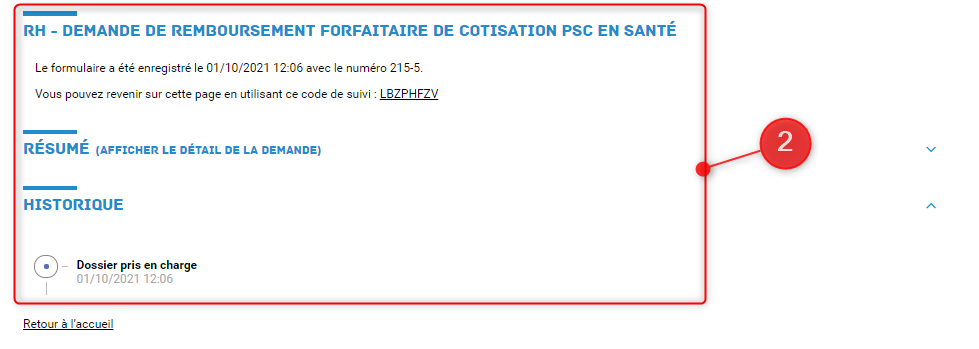 RH - DEMANDE DE REMBOURSEMENT FORFAITAIRE DE COTISATION PSC EN SANTÉ
Le formulaire a été enregistré le 01/10/2021 12:06 avec le numéro 215-5.
Vous pouvez revenir sur cette page en utilisant ce code de suivi : LBZPHFZV
RÉSUMÉ (AFFICHER LE DÉTAIL DE LA DEMANDE)
2
HISTORIQUE
Dossier pris en charge
01/10/2021 12:06
Retour à l'accueil